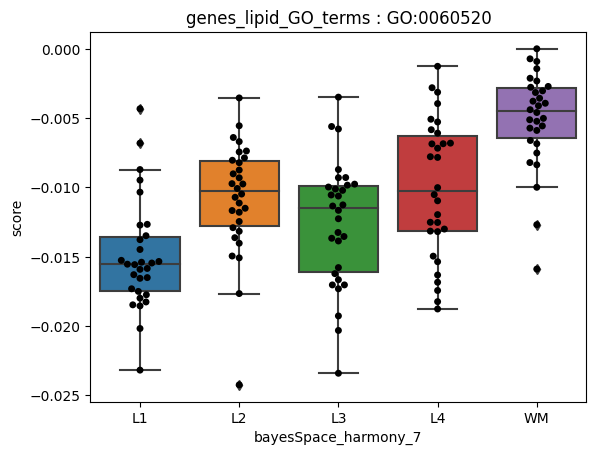 genes_lipid_GO_terms : GO:0060520
0.000
−0.005
−0.010
−0.015
−0.020
−0.025
score
L1 L2 L3 L4 WM
bayesSpace_harmony_7